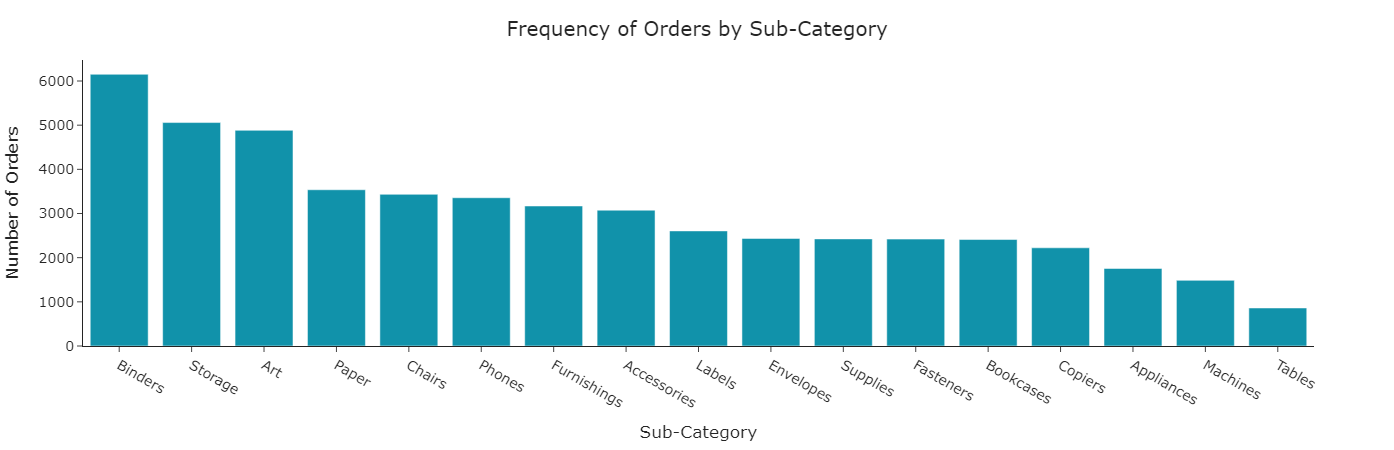 Frequency of Orders by Sub-Category
Number of Orders
6000
5000
4000
3000
2000
1000
0
Binders
Storage
Art
Paper
Chairs
Phones
Furnishings
Accessories
Labels
Envelopes
Supplies
Fasteners
Bookcases
Copiers
Appliances
Machines
Tables
Sub-Category